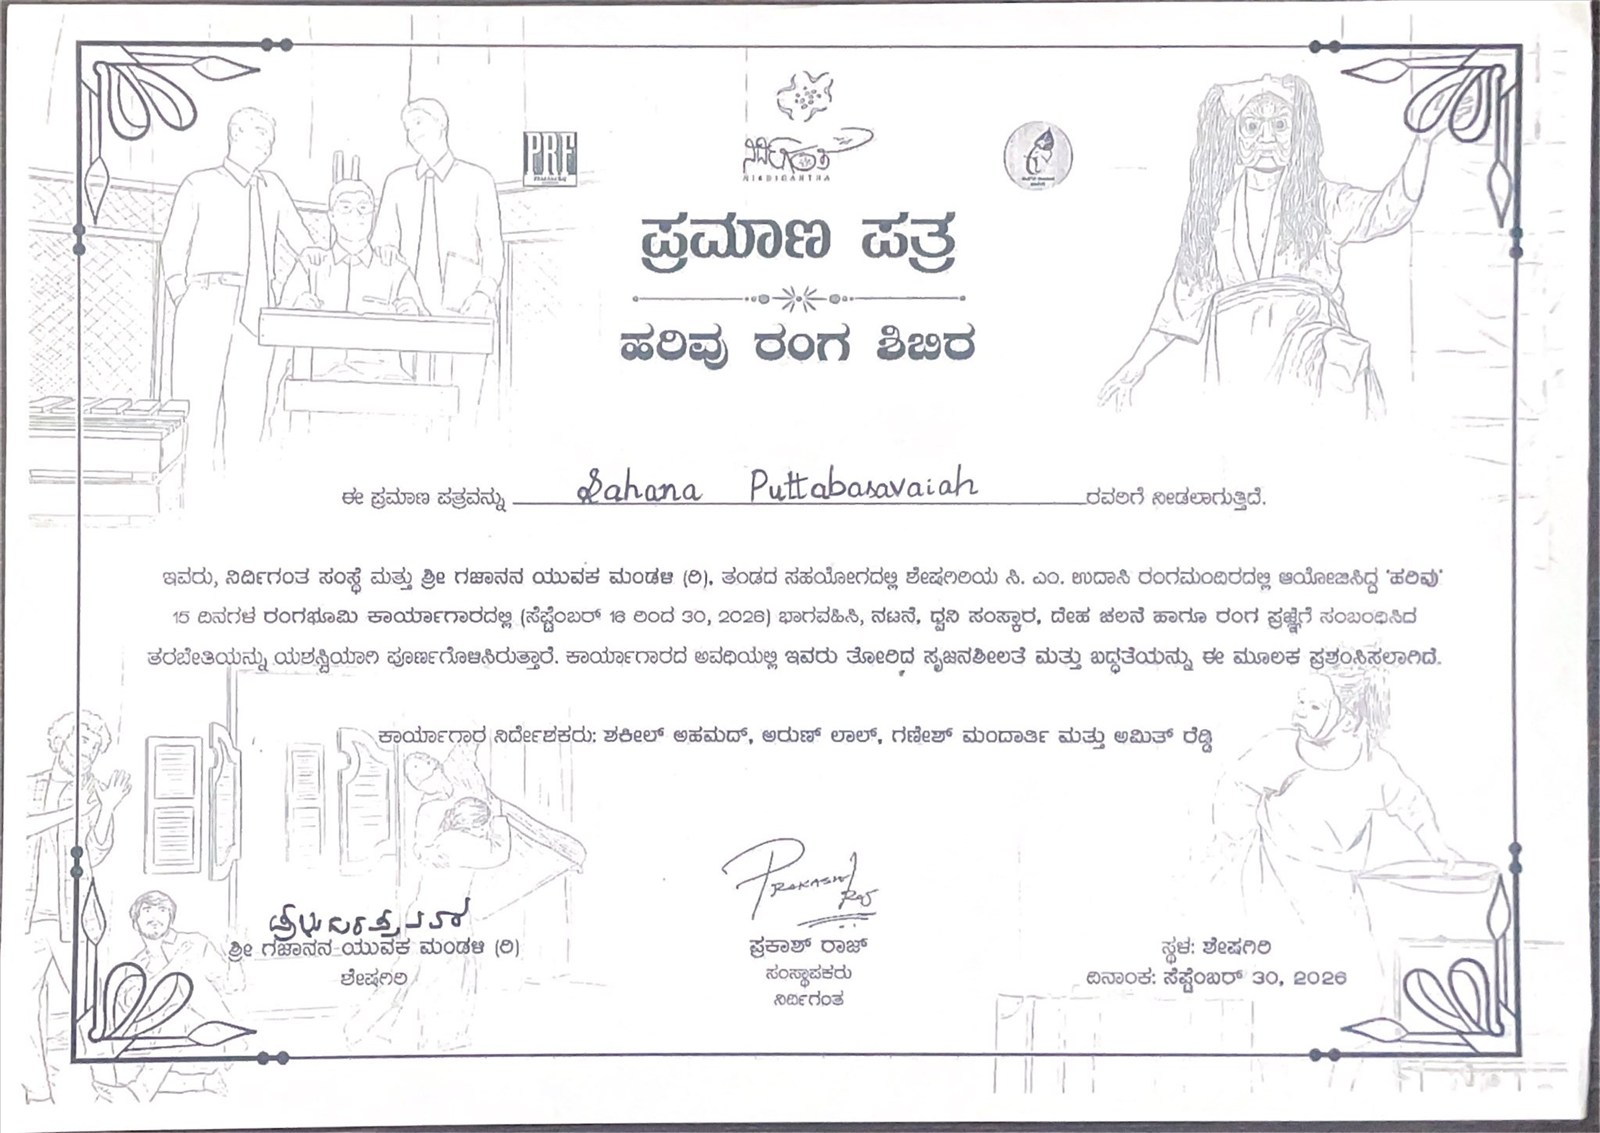 PRF
ನಿರ್ದಿಗಂತ
NIRDIGANTHA
ಪ್ರಮಾಣ ಪತ್ರ
ಹರಿವು ರಂಗ ಶಿಬಿರ
ಈ ಪ್ರಮಾಣ ಪತ್ರವನ್ನು Sahana Puttabasavaiah ರವರಿಗೆ ನೀಡಲಾಗುತ್ತಿದೆ.
ಇವರು, ನಿರ್ದಿಗಂತ ಸಂಸ್ಥೆ ಮತ್ತು ಶ್ರೀ ಗಜಾನನ ಯುವಕ ಮಂಡಳಿ (ರಿ), ತಂಡದ ಸಹಯೋಗದಲ್ಲಿ ಶೇಷಗಿರಿಯ ಸಿ. ಎಂ. ಉದಾಸಿ ರಂಗಮಂದಿರದಲ್ಲಿ ಆಯೋಜಿಸಿದ್ದ 'ಹರಿವು'
15 ದಿನಗಳ ರಂಗಭೂಮಿ ಕಾರ್ಯಾಗಾರದಲ್ಲಿ (ಸೆಪ್ಟೆಂಬರ್ 16 ರಿಂದ 30, 2026) ಭಾಗವಹಿಸಿ, ನಟನೆ, ಧ್ವನಿ ಸಂಸ್ಕಾರ, ದೇಹ ಚಲನೆ ಹಾಗೂ ರಂಗ ಪ್ರಜ್ಞೆಗೆ ಸಂಬಂಧಿಸಿದ
ತರಬೇತಿಯನ್ನು ಯಶಸ್ವಿಯಾಗಿ ಪೂರ್ಣಗೊಳಿಸಿರುತ್ತಾರೆ. ಕಾರ್ಯಾಗಾರದ ಅವಧಿಯಲ್ಲಿ ಇವರು ತೋರಿದ ಸೃಜನಶೀಲತೆ ಮತ್ತು ಬದ್ಧತೆಯನ್ನು ಈ ಮೂಲಕ ಪ್ರಶಂಸಿಸಲಾಗಿದೆ.
ಕಾರ್ಯಾಗಾರ ನಿರ್ದೇಶಕರು: ಶಕೀಲ್ ಅಹಮದ್, ಅರುಣ್ ಲಾಲ್, ಗಣೇಶ್ ಮಂದಾರ್ತಿ ಮತ್ತು ಅಮಿತ್ ರೆಡ್ಡಿ
Prakash Raj
ಶ್ರೀ ಗಜಾನನ ಯುವಕ ಮಂಡಳಿ (ರಿ)
ಶೇಷಗಿರಿ
ಪ್ರಕಾಶ್ ರಾಜ್
ಸಂಸ್ಥಾಪಕರು
ನಿರ್ದಿಗಂತ
ಸ್ಥಳ: ಶೇಷಗಿರಿ
ದಿನಾಂಕ: ಸೆಪ್ಟೆಂಬರ್ 30, 2026